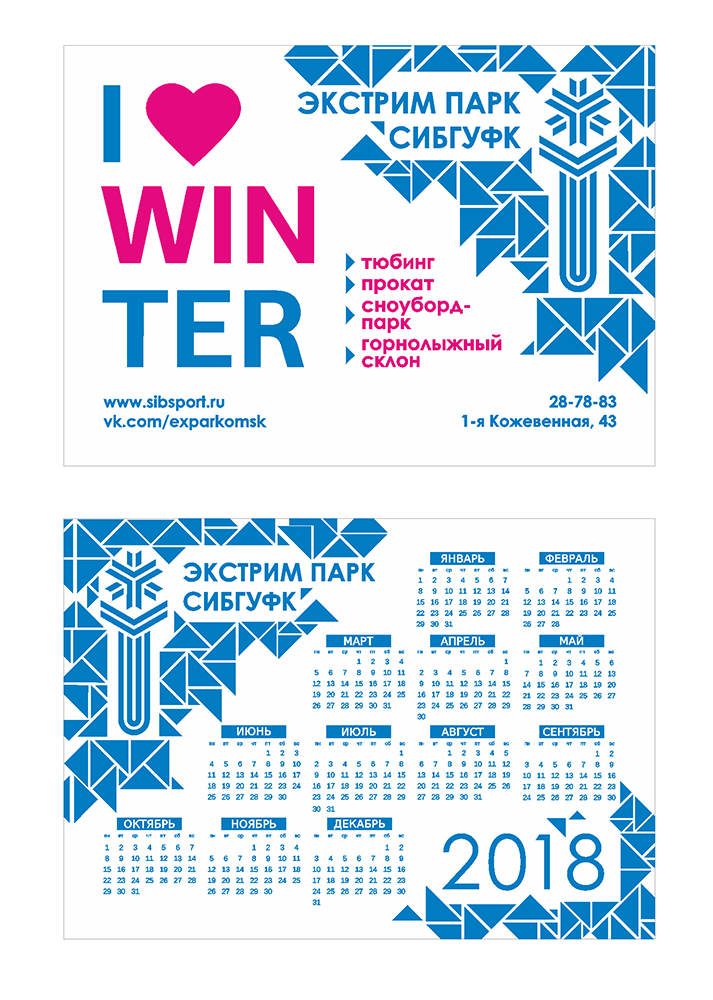 I
WIN
TER
ЭКСТРИМ ПАРК
СИБГУФК
тюбинг
прокат
сноуборд-
парк
горнолыжный
склон
www.sibsport.ru
vk.com/exparkomsk
28-78-83
1-я Кожевенная, 43
ЭКСТРИМ ПАРК
СИБГУФК
ЯНВАРЬ
пн вт ср чт пт сб вс
1 2 3 4 5 6 7
8 9 10 11 12 13 14
15 16 17 18 19 20 21
22 23 24 25 26 27 28
29 30 31
ФЕВРАЛЬ
пн вт ср чт пт сб вс
1 2 3 4
5 6 7 8 9 10 11
12 13 14 15 16 17 18
19 20 21 22 23 24 25
26 27 28
МАРТ
пн вт ср чт пт сб вс
1 2 3 4
5 6 7 8 9 10 11
12 13 14 15 16 17 18
19 20 21 22 23 24 25
26 27 28 29 30 31
АПРЕЛЬ
пн вт ср чт пт сб вс
1
2 3 4 5 6 7 8
9 10 11 12 13 14 15
16 17 18 19 20 21 22
23 24 25 26 27 28 29
30
МАЙ
пн вт ср чт пт сб вс
1 2 3 4 5 6
7 8 9 10 11 12 13
14 15 16 17 18 19 20
21 22 23 24 25 26 27
28 29 30 31
ИЮНЬ
пн вт ср чт пт сб вс
1 2 3
4 5 6 7 8 9 10
11 12 13 14 15 16 17
18 19 20 21 22 23 24
25 26 27 28 29 30
ИЮЛЬ
пн вт ср чт пт сб вс
1
2 3 4 5 6 7 8
9 10 11 12 13 14 15
16 17 18 19 20 21 22
23 24 25 26 27 28 29
30 31
АВГУСТ
пн вт ср чт пт сб вс
1 2 3 4 5
6 7 8 9 10 11 12
13 14 15 16 17 18 19
20 21 22 23 24 25 26
27 28 29 30 31
СЕНТЯБРЬ
пн вт ср чт пт сб вс
1 2
3 4 5 6 7 8 9
10 11 12 13 14 15 16
17 18 19 20 21 22 23
24 25 26 27 28 29 30
ОКТЯБРЬ
пн вт ср чт пт сб вс
1 2 3 4 5 6 7
8 9 10 11 12 13 14
15 16 17 18 19 20 21
22 23 24 25 26 27 28
29 30 31
НОЯБРЬ
пн вт ср чт пт сб вс
1 2 3 4
5 6 7 8 9 10 11
12 13 14 15 16 17 18
19 20 21 22 23 24 25
26 27 28 29 30
ДЕКАБРЬ
пн вт ср чт пт сб вс
1 2
3 4 5 6 7 8 9
10 11 12 13 14 15 16
17 18 19 20 21 22 23
24 25 26 27 28 29 30
31
2018